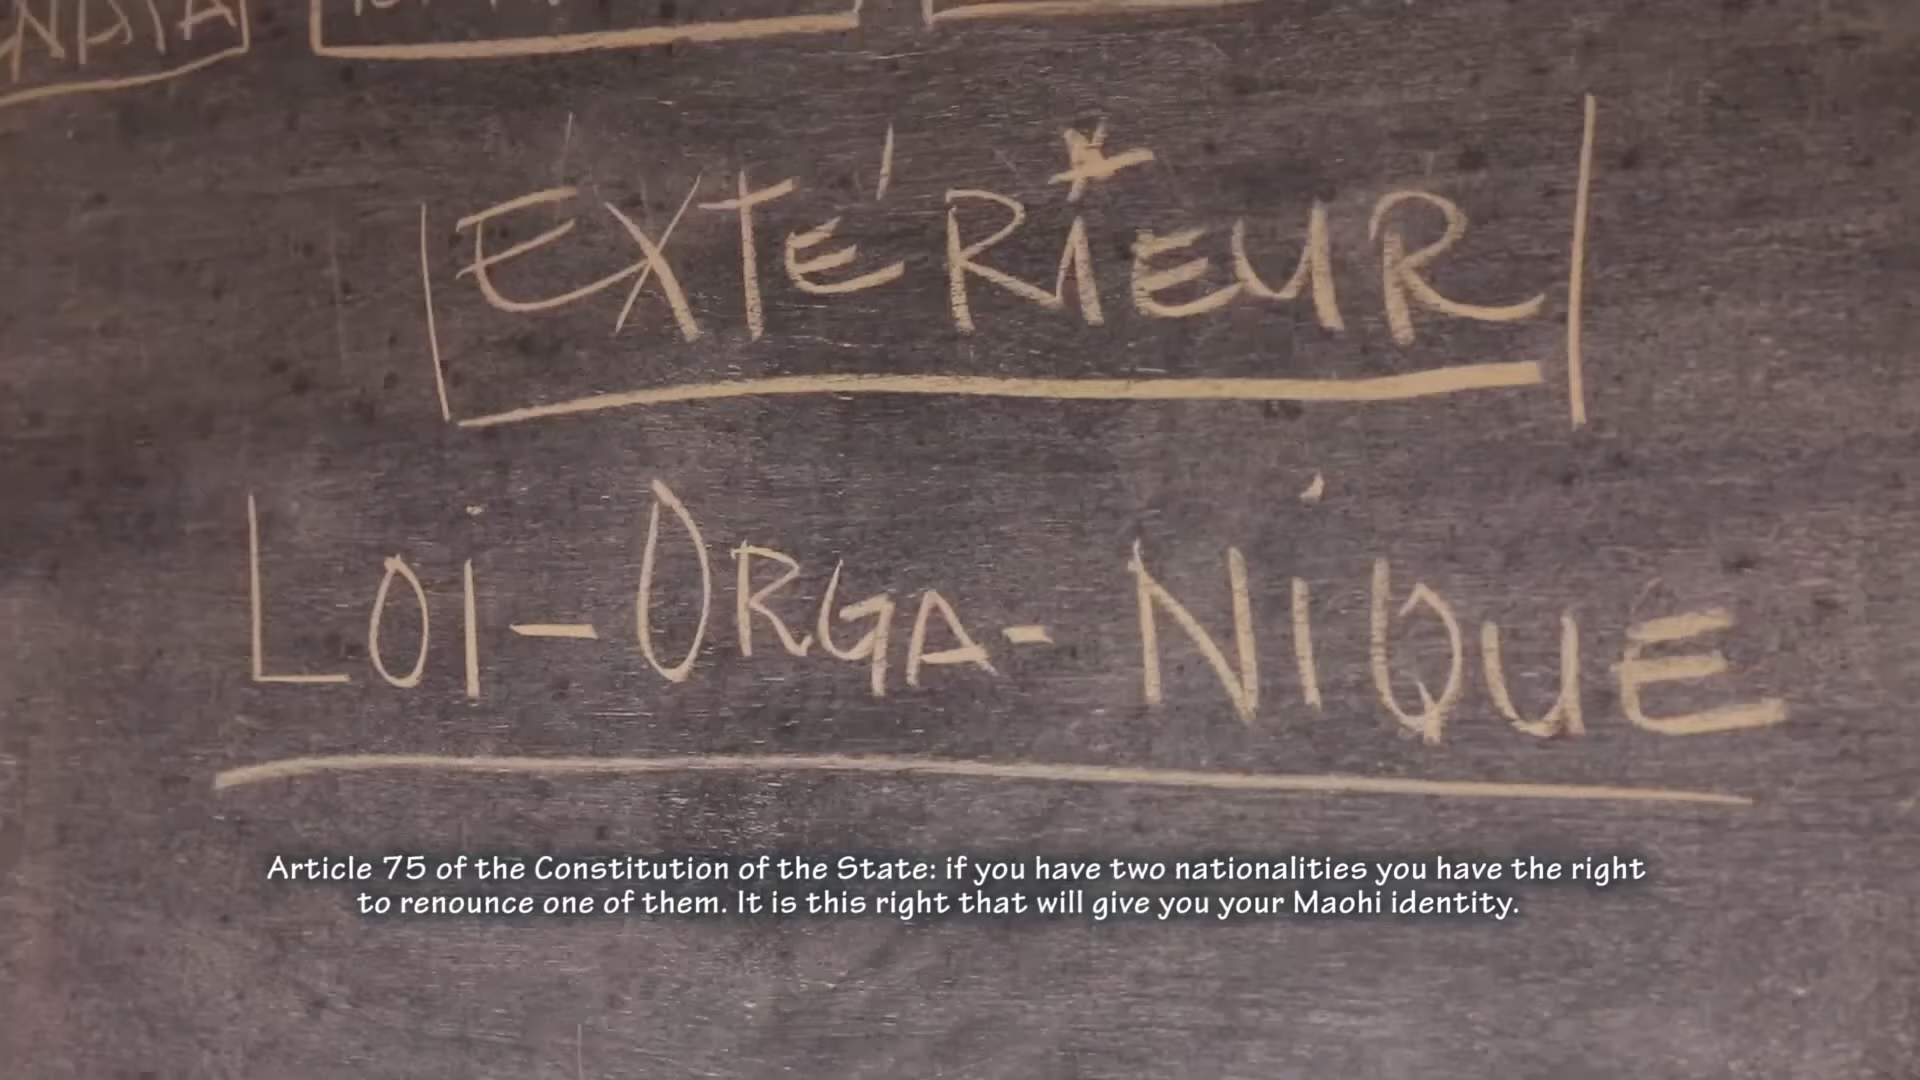 EXTÉRIEUR
LOI-ORGA-NIQUE
Article 75 of the Constitution of the State: if you have two nationalities you have the right
to renounce one of them. It is this right that will give you your Maohi identity.